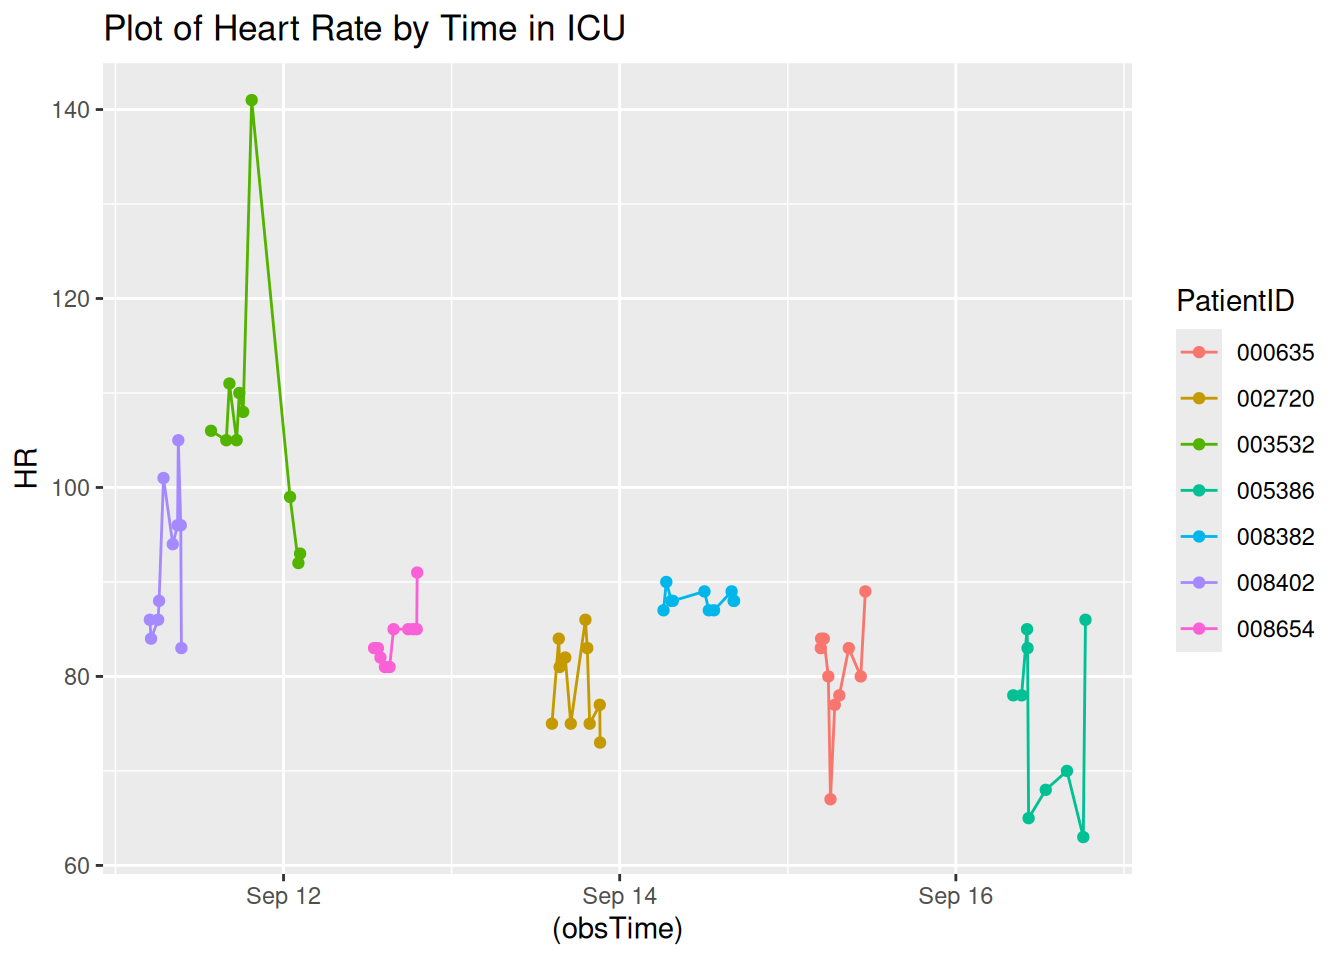 Plot of Heart Rate by Time in ICU
140
120
100
80
60
HR
Sep 12
Sep 14
Sep 16
(obsTime)
PatientID
000635
002720
003532
005386
008382
008402
008654